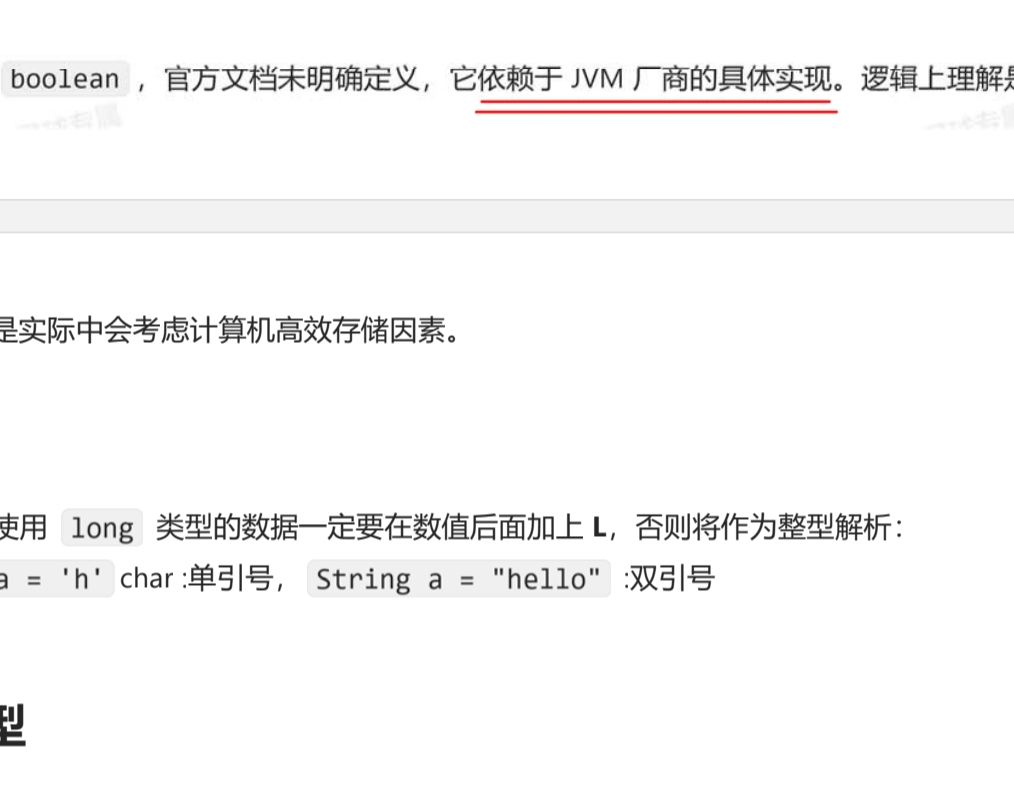 boolean ，官方文档未明确定义，它依赖于 JVM 厂商的具体实现。逻辑上理解是
是实际中会考虑计算机高效存储因素。
使用 long 类型的数据一定要在数值后面加上 L，否则将作为整型解析：
a = 'h' char :单引号， String a = "hello" :双引号
型